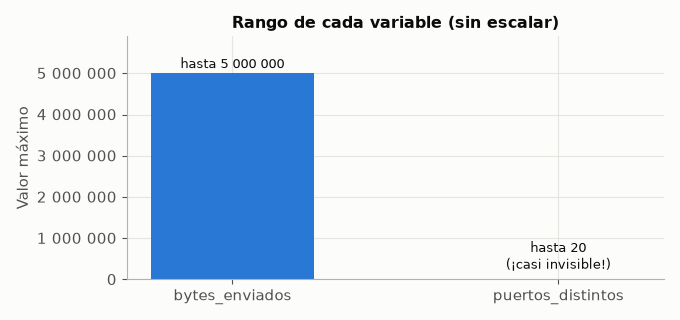 Rango de cada variable (sin escalar)
Valor máximo
5 000 000
4 000 000
3 000 000
2 000 000
1 000 000
0
hasta 5 000 000
hasta 20
(¡casi invisible!)
bytes_enviados
puertos_distintos